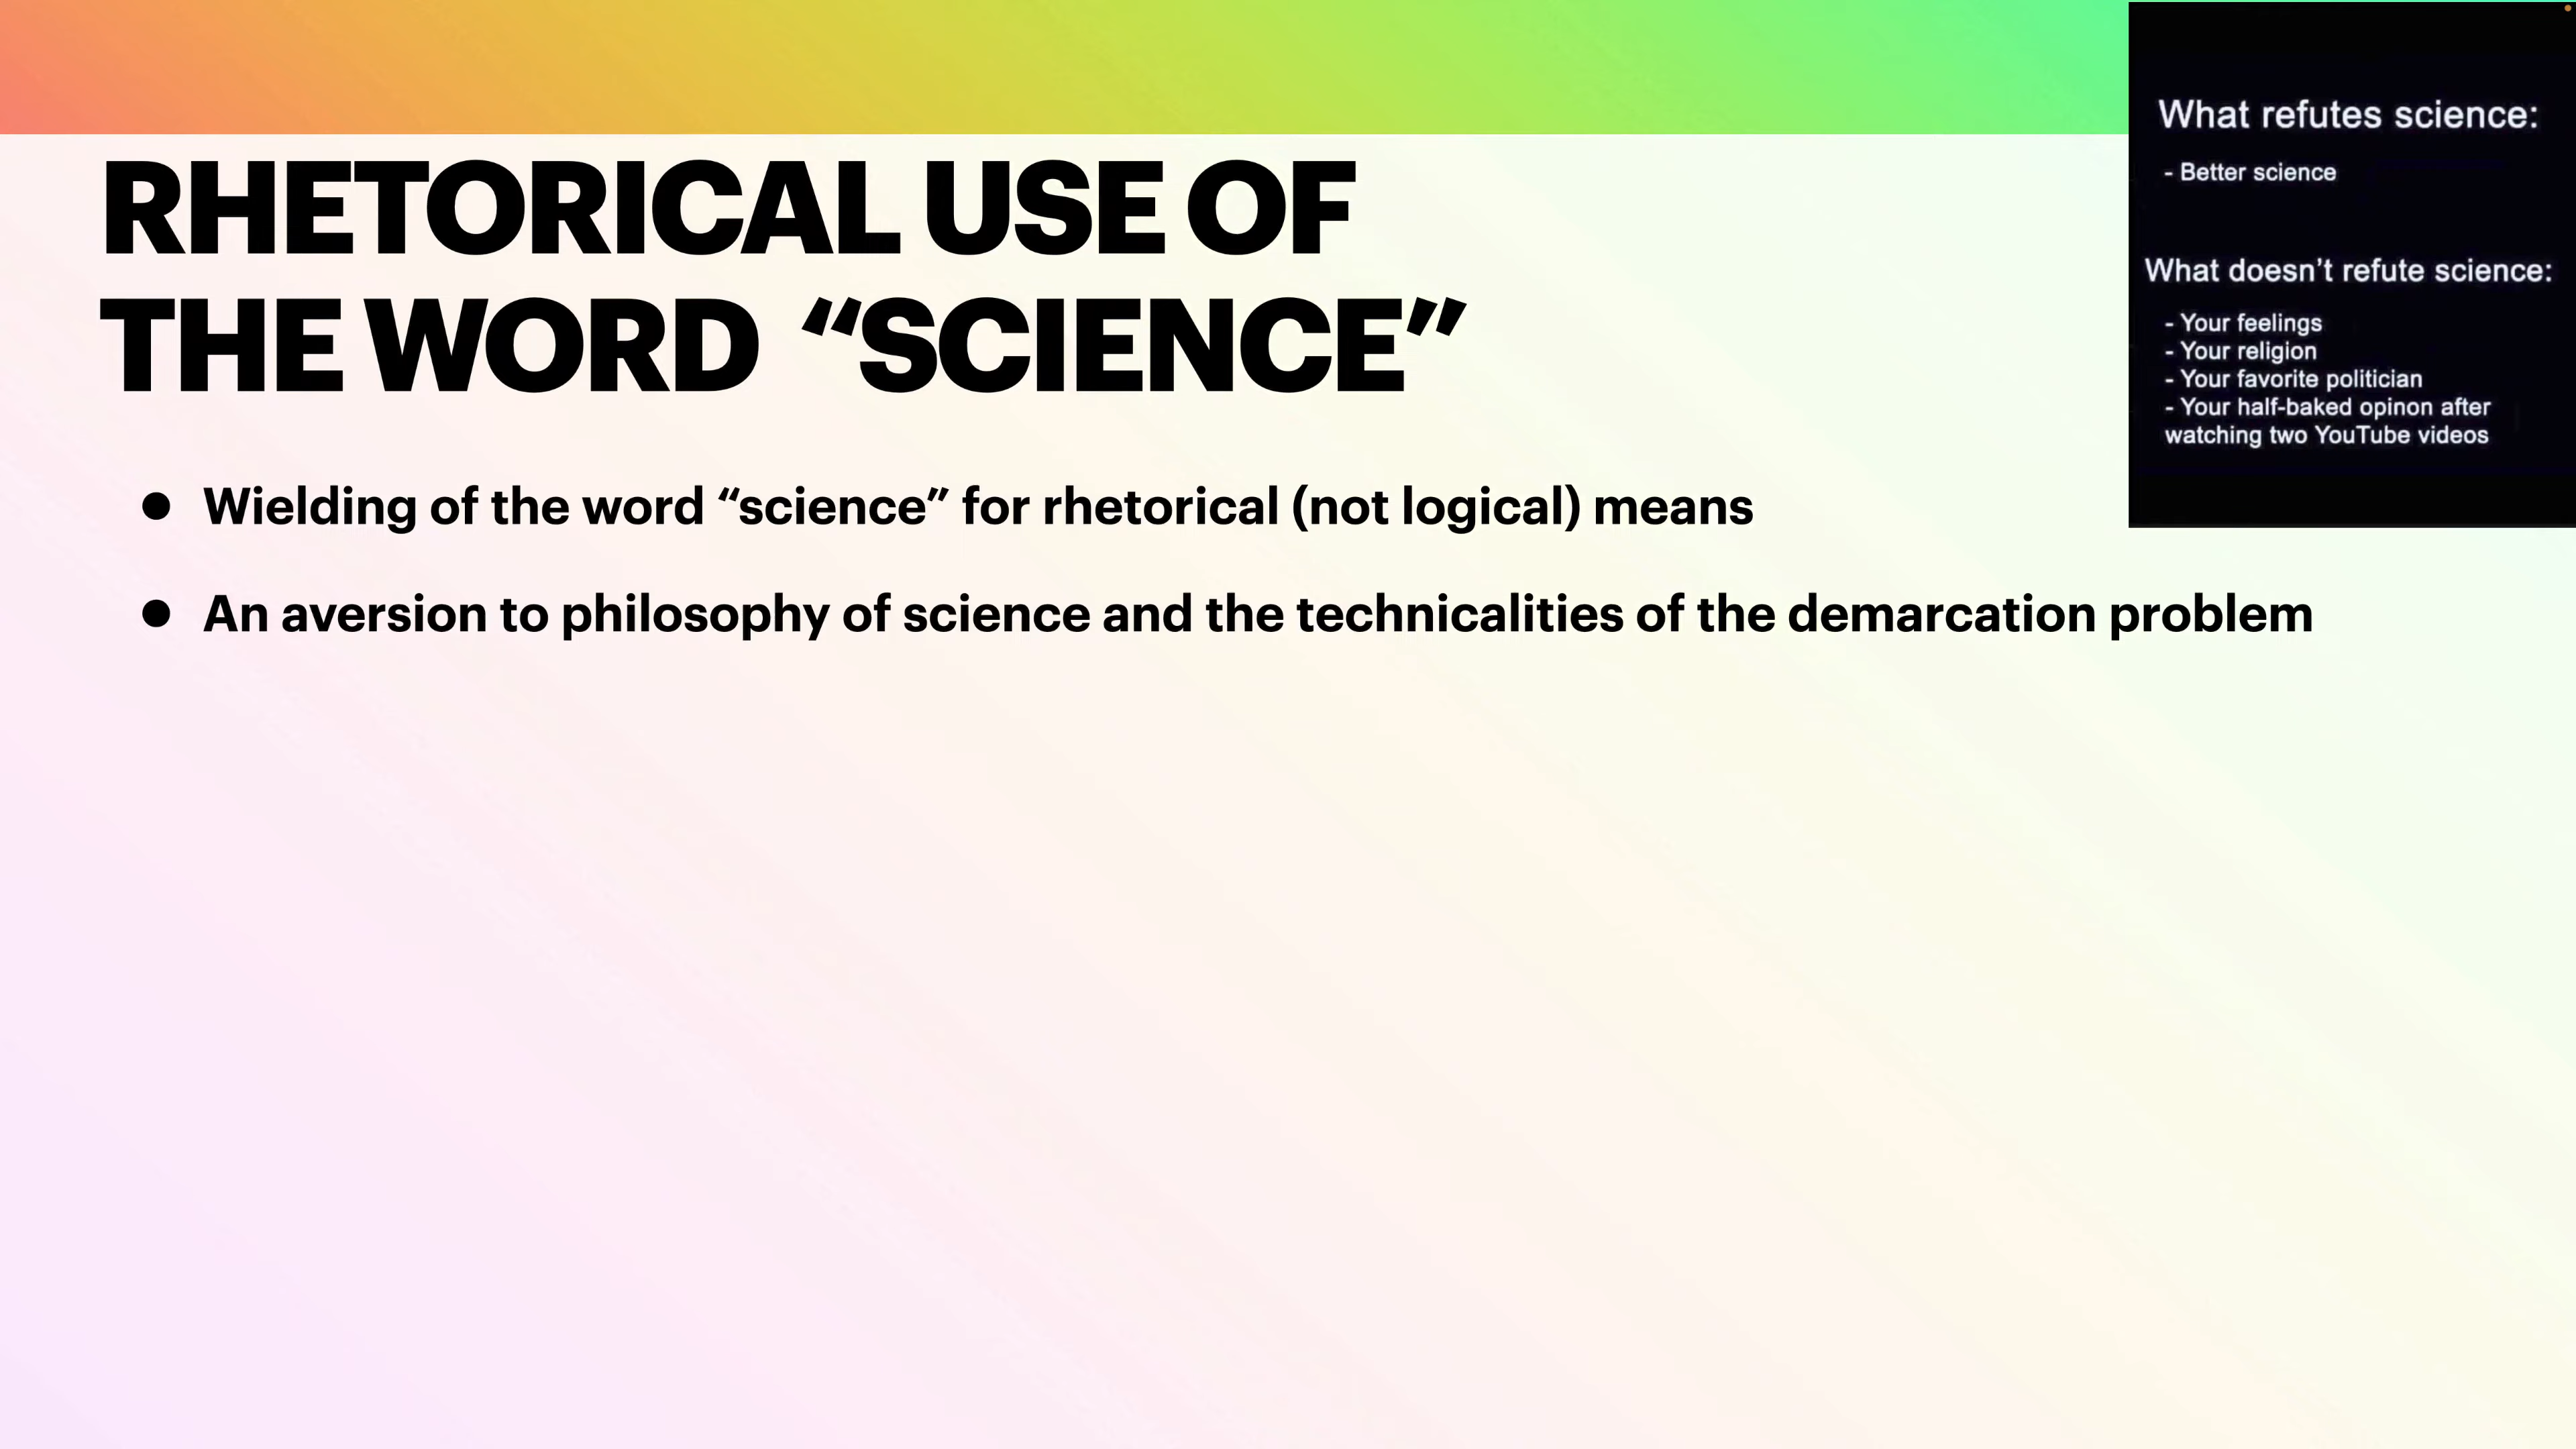 RHETORICAL USE OF
THE WORD “SCIENCE”
● Wielding of the word “science” for rhetorical (not logical) means
● An aversion to philosophy of science and the technicalities of the demarcation problem
What refutes science:
- Better science
What doesn’t refute science:
- Your feelings
- Your religion
- Your favorite politician
- Your half-baked opinon after
watching two YouTube videos